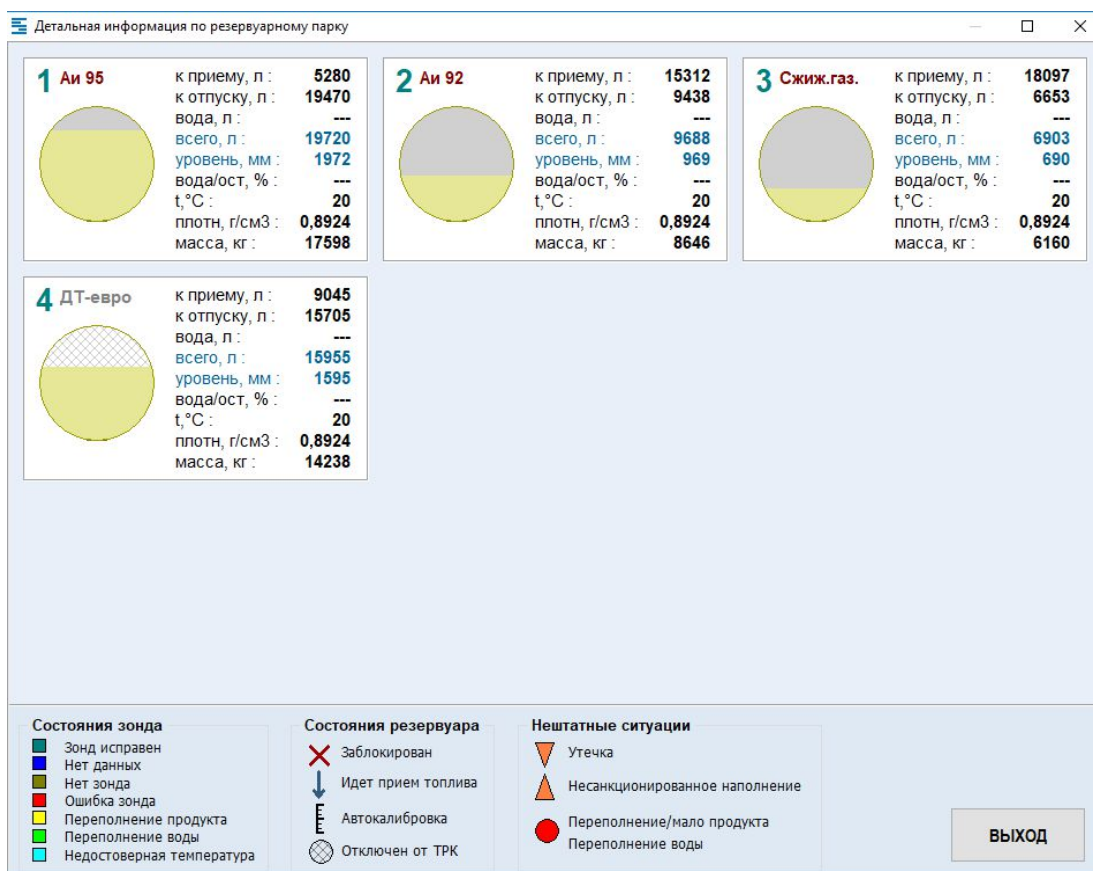 Детальная информация по резервуарному парку
1 Аи 95
к приему, л : 5280
к отпуску, л : 19470
вода, л : ---
всего, л : 19720
уровень, мм : 1972
вода/ост, % : ---
t,°C : 20
плотн, г/см3 : 0,8924
масса, кг : 17598
2 Аи 92
к приему, л : 15312
к отпуску, л : 9438
вода, л : ---
всего, л : 9688
уровень, мм : 969
вода/ост, % : ---
t,°C : 20
плотн, г/см3 : 0,8924
масса, кг : 8646
3 Сжиж.газ.
к приему, л : 18097
к отпуску, л : 6653
вода, л : ---
всего, л : 6903
уровень, мм : 690
вода/ост, % : ---
t,°C : 20
плотн, г/см3 : 0,8924
масса, кг : 6160
4 ДТ-евро
к приему, л : 9045
к отпуску, л : 15705
вода, л : ---
всего, л : 15955
уровень, мм : 1595
вода/ост, % : ---
t,°C : 20
плотн, г/см3 : 0,8924
масса, кг : 14238
Состояния зонда
Зонд исправен
Нет данных
Нет зонда
Ошибка зонда
Переполнение продукта
Переполнение воды
Недостоверная температура
Состояния резервуара
Заблокирован
Идет прием топлива
Автокалибровка
Отключен от ТРК
Нештатные ситуации
Утечка
Несанкционированное наполнение
Переполнение/мало продукта
Переполнение воды
ВЫХОД